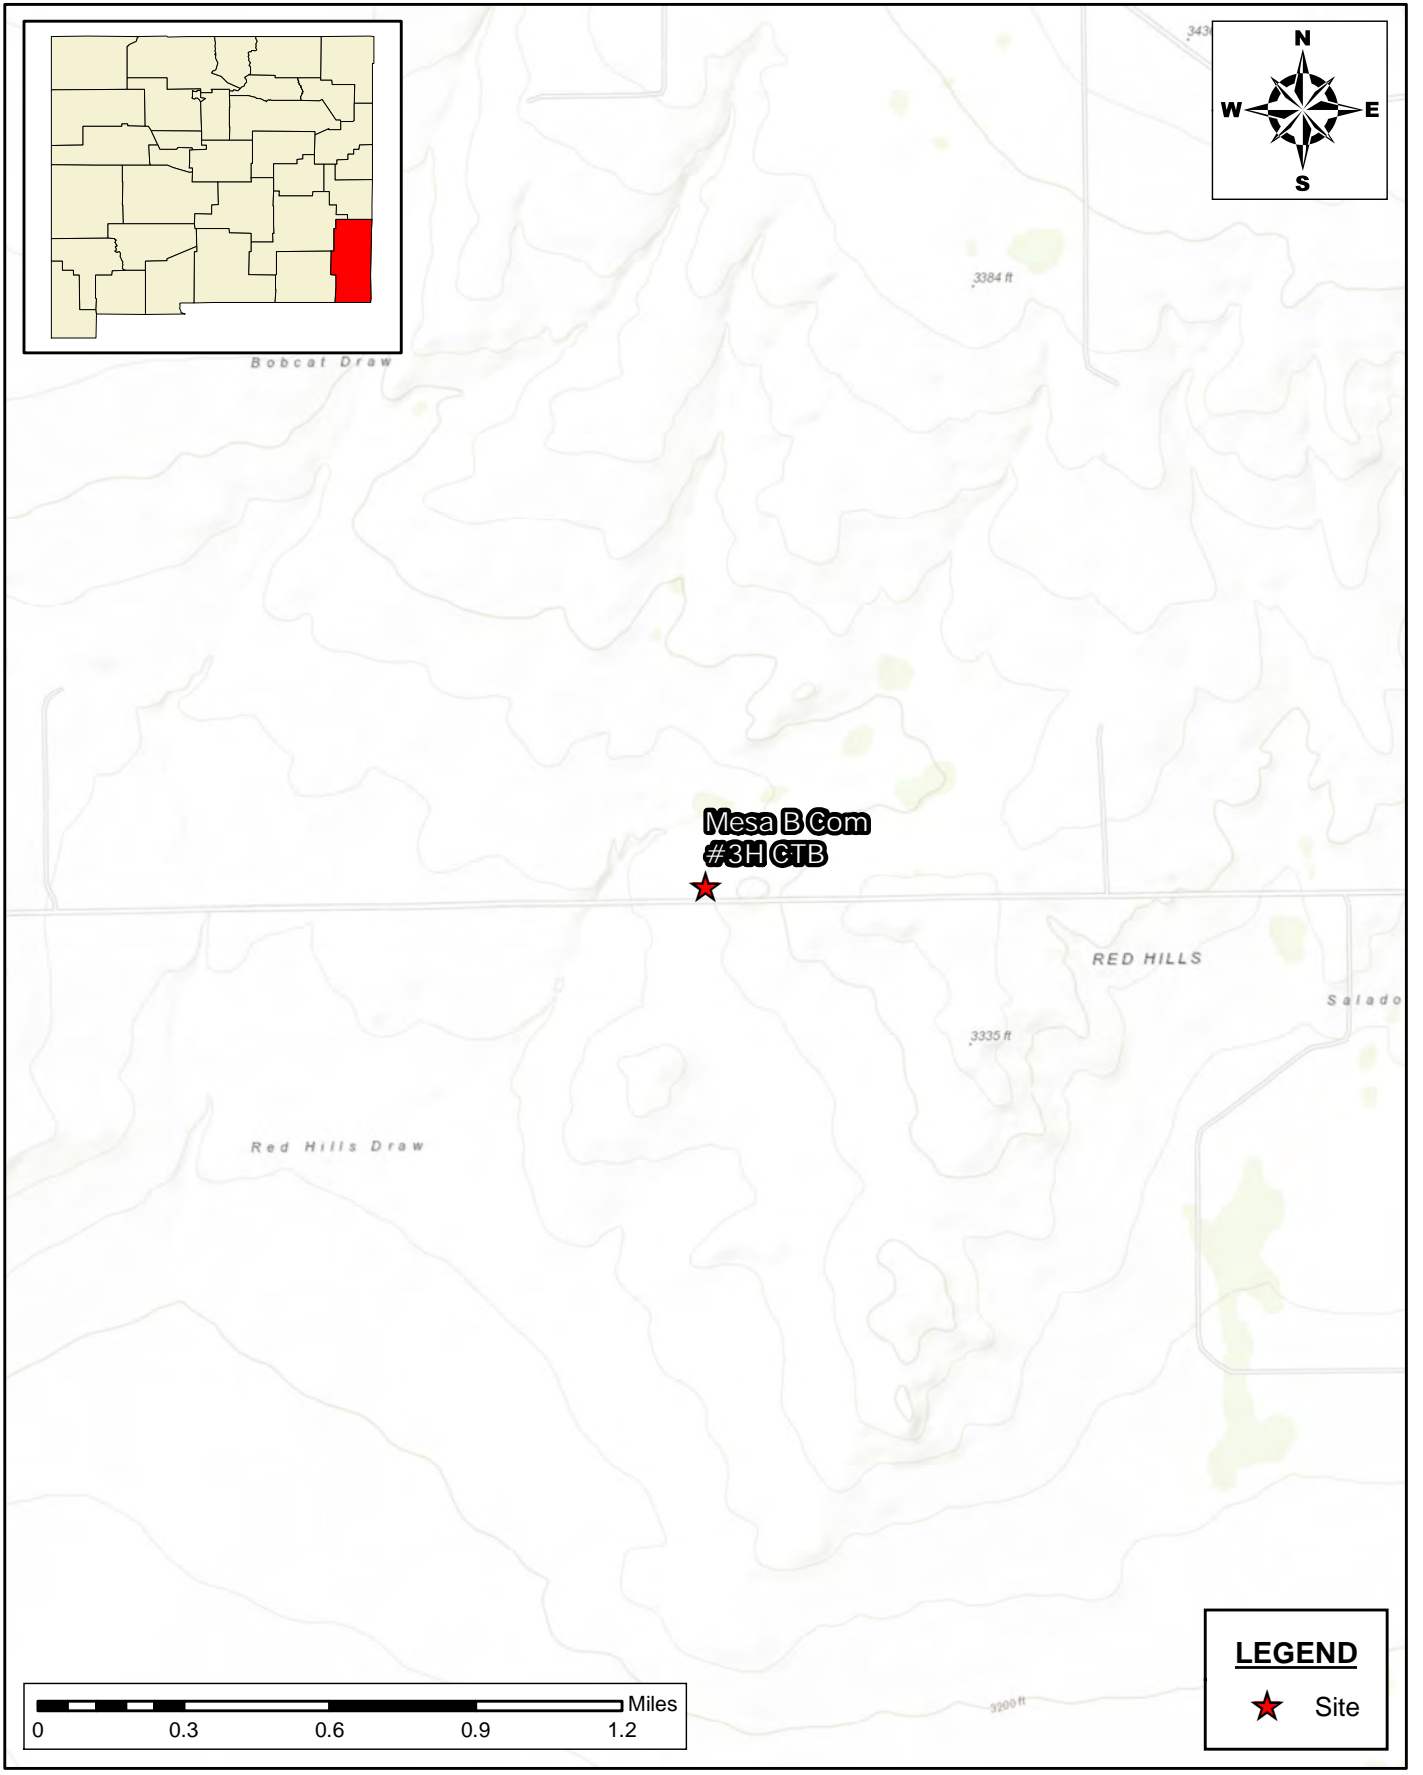 N
W E
S
3384 ft
Bobcat Draw
Mesa B Com
#3H CTB
RED HILLS
Salado
3335 ft
Red Hills Draw
LEGEND
Site
Miles
0 0.3 0.6 0.9 1.2
3200 ft